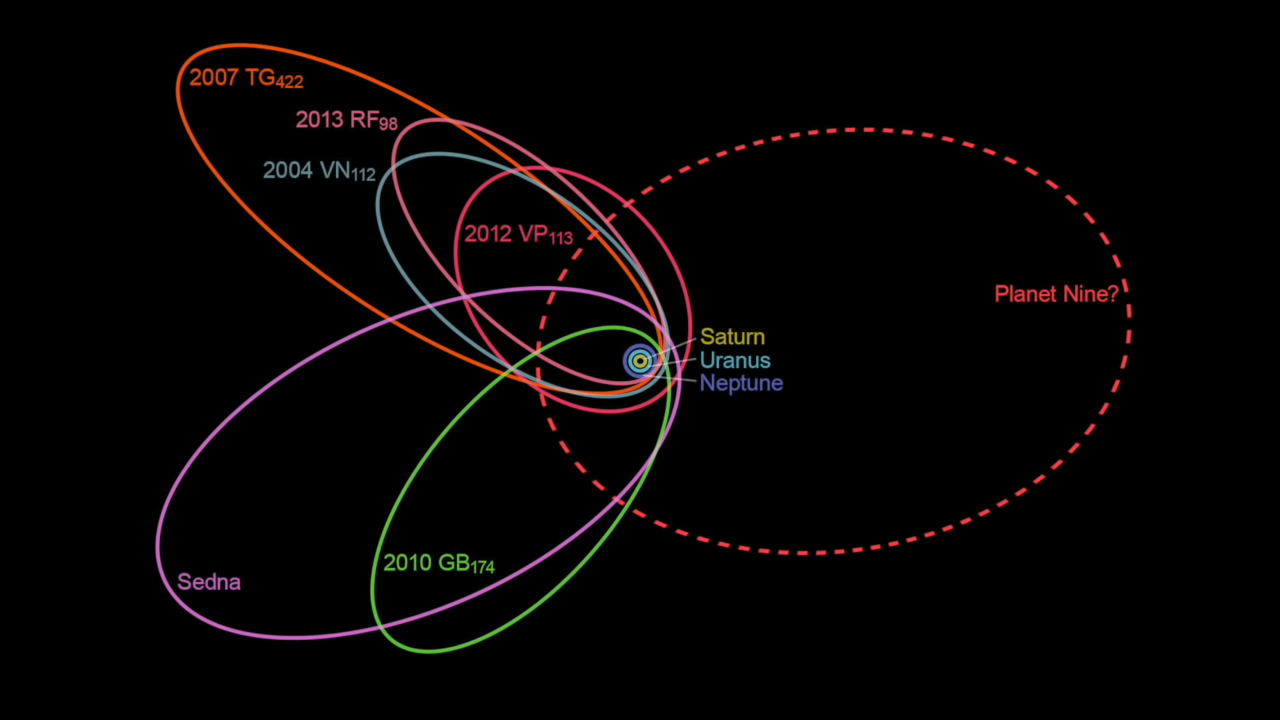 2007 TG₄₂₂
2013 RF₉₈
2004 VN₁₁₂
2012 VP₁₁₃
Planet Nine?
Saturn
Uranus
Neptune
2010 GB₁₇₄
Sedna